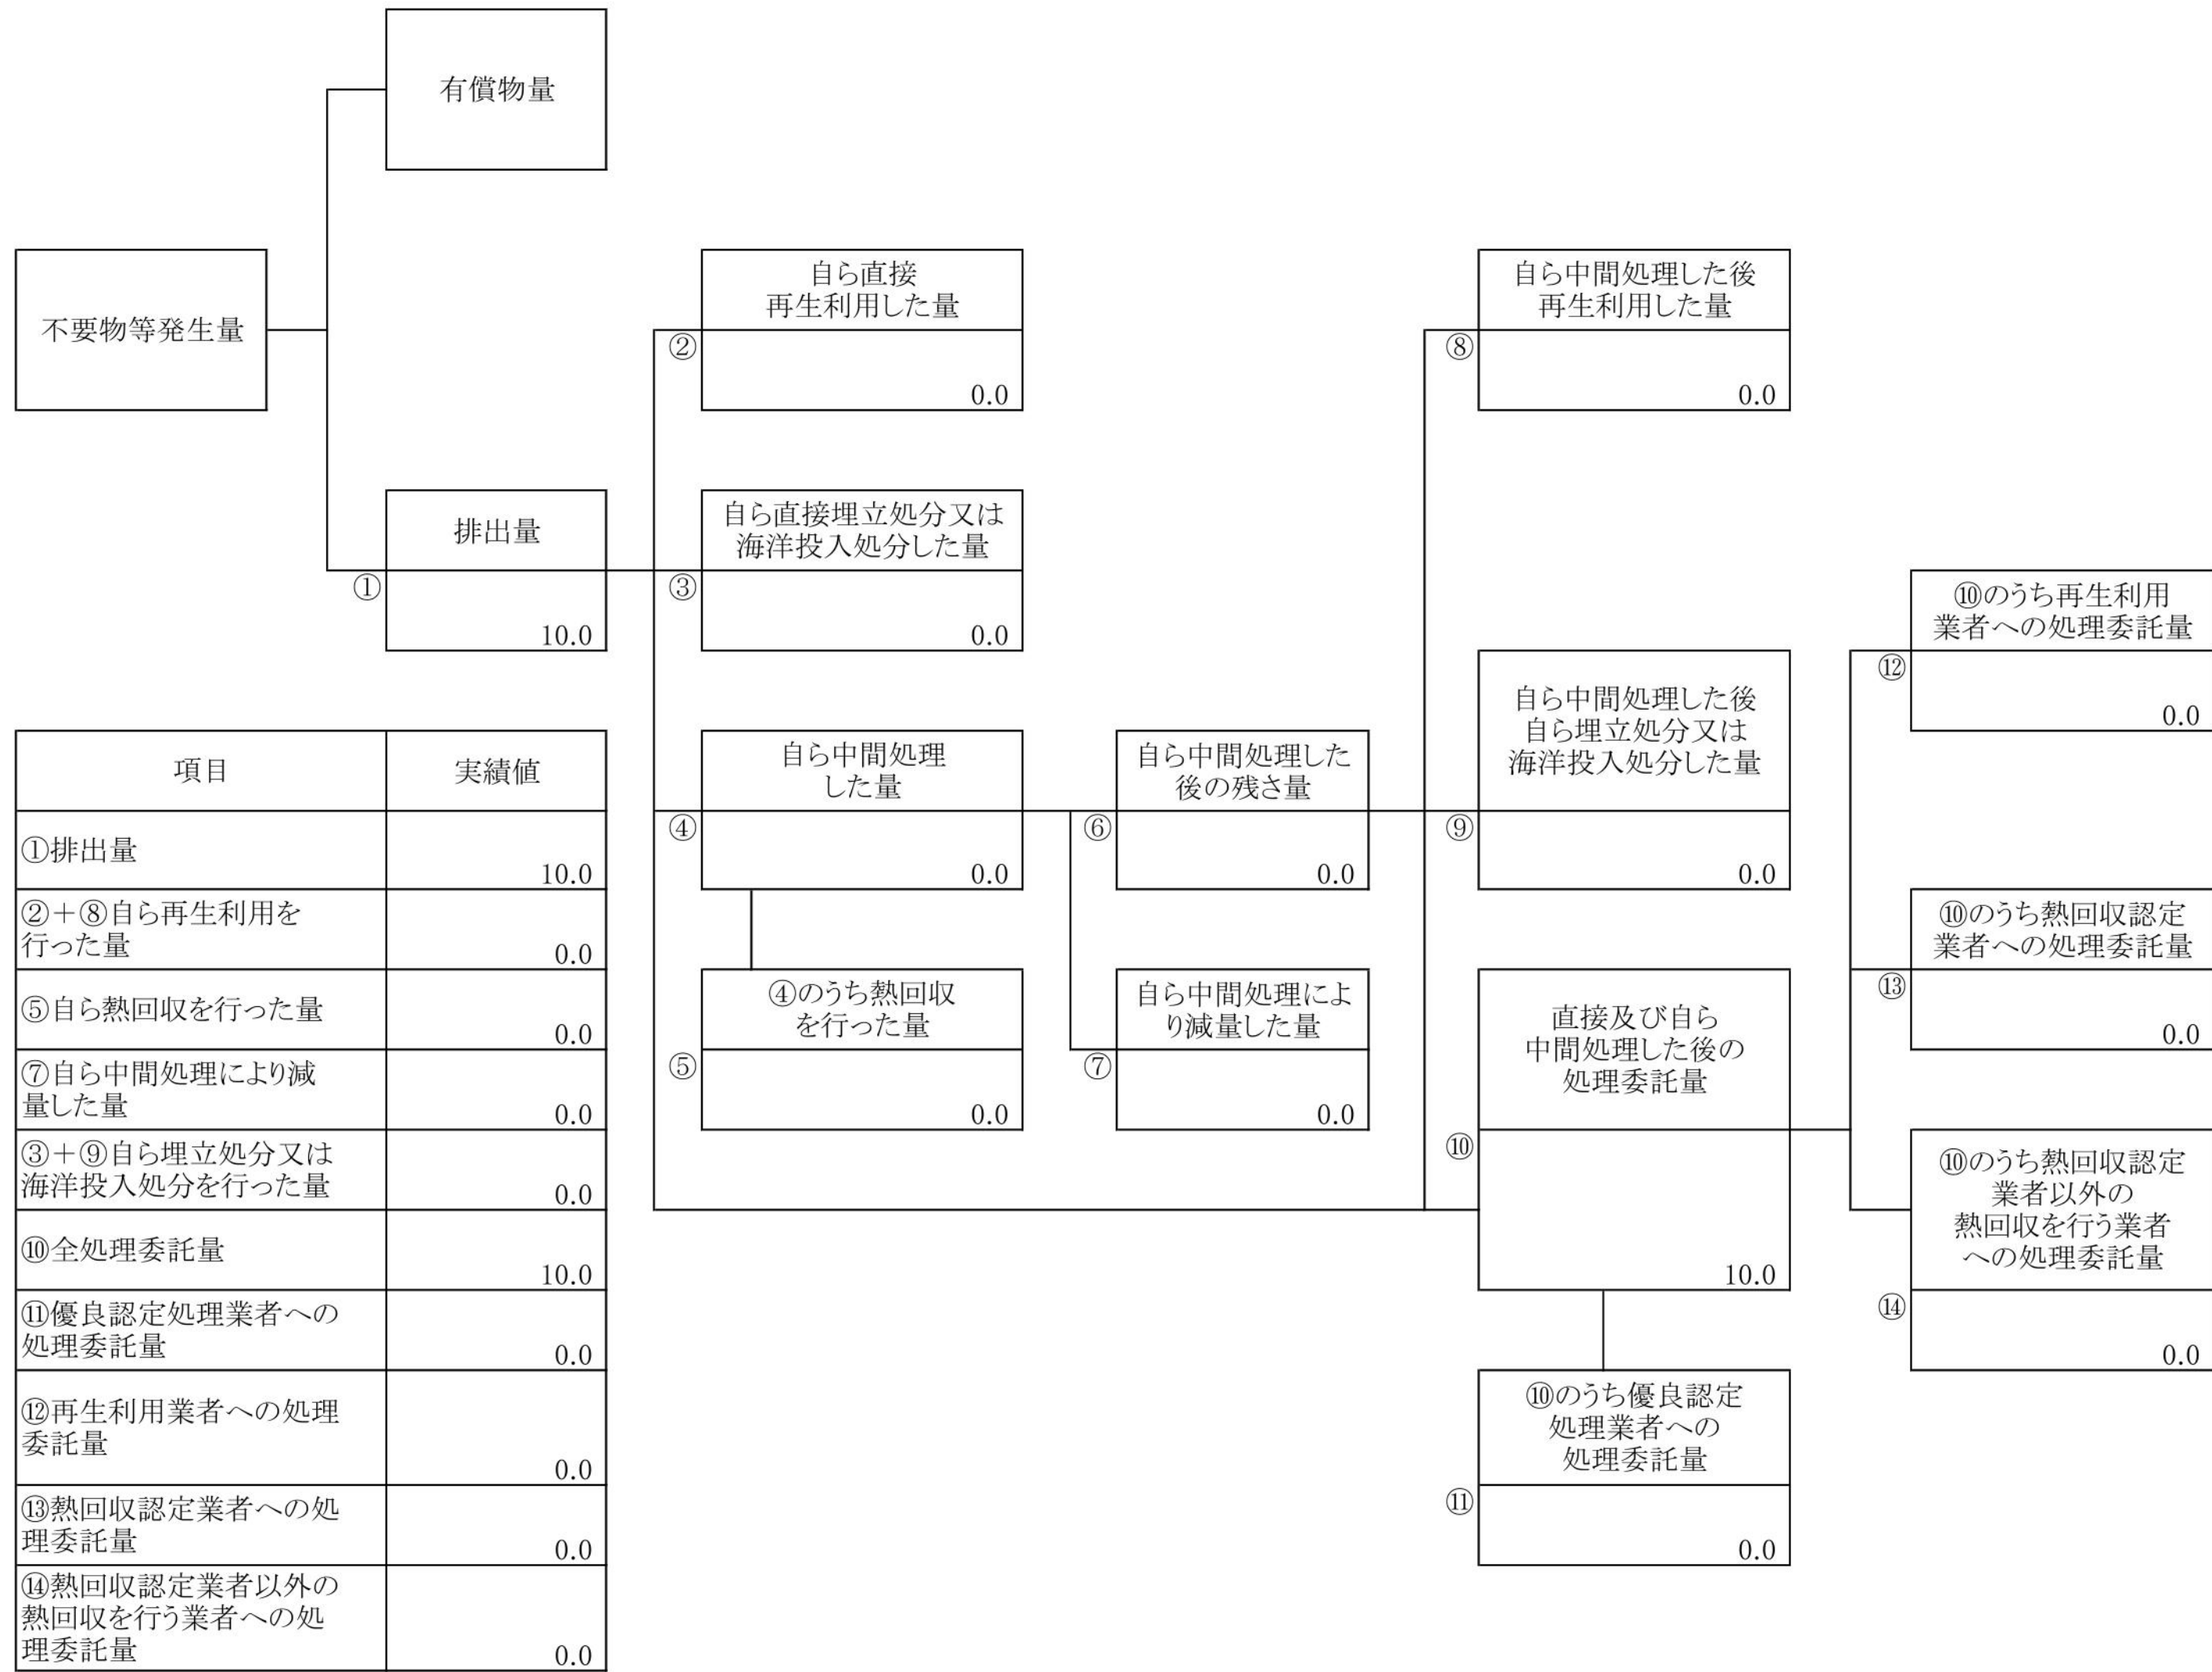 有償物量
不要物等発生量
排出量
①
10.0
自ら直接
再生利用した量
②
0.0
自ら直接埋立処分又は
海洋投入処分した量
③
0.0
自ら中間処理
した量
④
0.0
④のうち熱回収
を行った量
⑤
0.0
自ら中間処理した
後の残さ量
⑥
0.0
自ら中間処理によ
り減量した量
⑦
0.0
自ら中間処理した後
再生利用した量
⑧
0.0
自ら中間処理した後
自ら埋立処分又は
海洋投入処分した量
⑨
0.0
直接及び自ら
中間処理した後の
処理委託量
⑩
10.0
⑩のうち優良認定
処理業者への
処理委託量
⑪
0.0
⑩のうち再生利用
業者への処理委託量
⑫
0.0
⑩のうち熱回収認定
業者への処理委託量
⑬
0.0
⑩のうち熱回収認定
業者以外の
熱回収を行う業者
への処理委託量
⑭
0.0
項目 実績値
①排出量
10.0
②+⑧自ら再生利用を
行った量
0.0
⑤自ら熱回収を行った量
0.0
⑦自ら中間処理により減
量した量
0.0
③+⑨自ら埋立処分又は
海洋投入処分を行った量
0.0
⑩全処理委託量
10.0
⑪優良認定処理業者への
処理委託量
0.0
⑫再生利用業者への処理
委託量
0.0
⑬熱回収認定業者への処
理委託量
0.0
⑭熱回収認定業者以外の
熱回収を行う業者への処
理委託量
0.0